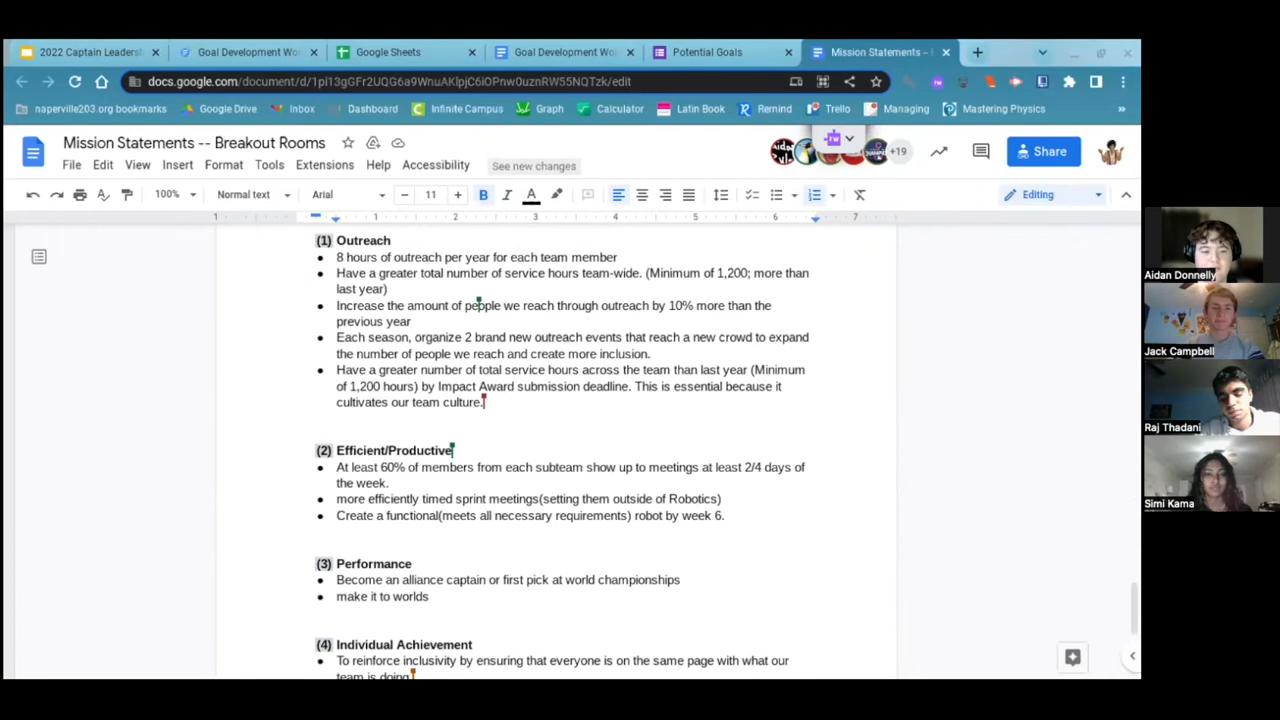 2022 Captain Leadersh
Goal Development Wo
Google Sheets
Goal Development Wo
Potential Goals
Mission Statements -- 
docs.google.com/document/d/1pi13gGFr2UQG6a9WnuAKlpjC6iOPnw0uznRW55NQTzk/edit
naperville203.org bookmarks
Google Drive
Inbox
Dashboard
Infinite Campus
Graph
Calculator
Latin Book
Remind
Trello
Managing
Mastering Physics
»
Mission Statements -- Breakout Rooms
rw
+19
Share
File Edit View Insert Format Tools Extensions Help Accessibility
See new changes
100% Normal text Arial − 11 + B I A Editing
1 1 2 3 4 5 6 7
(1) Outreach
● 8 hours of outreach per year for each team member
● Have a greater total number of service hours team-wide. (Minimum of 1,200; more than
last year)
● Increase the amount of people we reach through outreach by 10% more than the
previous year
● Each season, organize 2 brand new outreach events that reach a new crowd to expand
the number of people we reach and create more inclusion.
● Have a greater number of total service hours across the team than last year (Minimum
of 1,200 hours) by Impact Award submission deadline. This is essential because it
cultivates our team culture.
(2) Efficient/Productive
● At least 60% of members from each subteam show up to meetings at least 2/4 days of
the week.
● more efficiently timed sprint meetings(setting them outside of Robotics)
● Create a functional(meets all necessary requirements) robot by week 6.
(3) Performance
● Become an alliance captain or first pick at world championships
● make it to worlds
(4) Individual Achievement
● To reinforce inclusivity by ensuring that everyone is on the same page with what our
team is doing.
Aidan Donnelly
Jack Campbell
Raj Thadani
Simi Kama